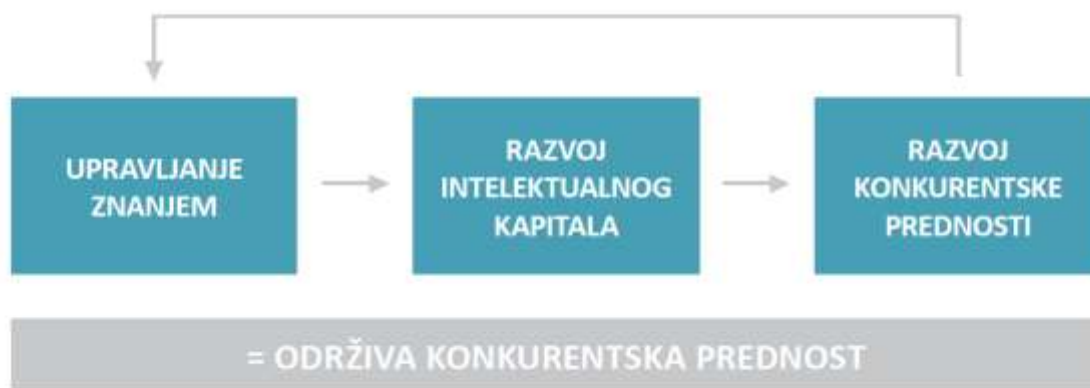 UPRAVLJANJE
ZNANJEM
RAZVOJ
INTELEKTUALNOG
KAPITALA
RAZVOJ
KONKURENTSKE
PREDNOSTI
= ODRŽIVA KONKURENTSKA PREDNOST